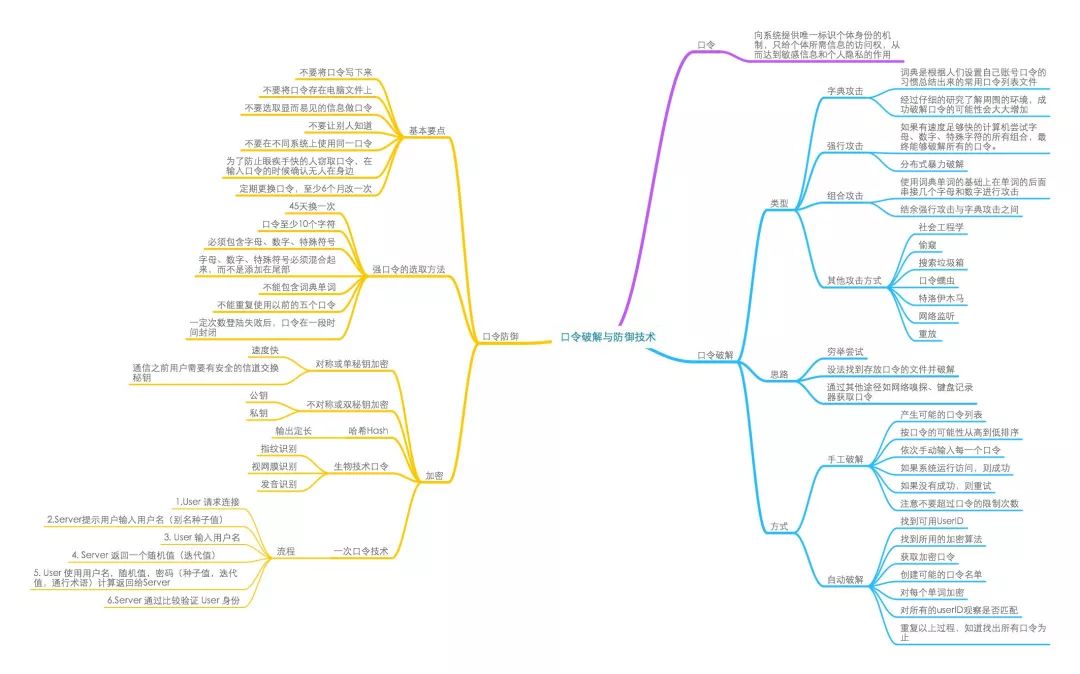 口令破解与防御技术
口令
向系统提供唯一标识个体身份的机
制，只给个体所需信息的访问权，从
而达到敏感信息和个人隐私的作用
口令破解
类型
字典攻击
词典是根据人们设置自己账号口令的
习惯总结出来的常用口令列表文件
经过仔细的研究了解周围的环境，成
功破解口令的可能性会大大增加
强行攻击
如果有速度足够快的计算机尝试字
母、数字、特殊字符的所有组合，最
终能够破解所有的口令。
分布式暴力破解
组合攻击
使用词典单词的基础上在单词的后面
串接几个字母和数字进行攻击
结余强行攻击与字典攻击之间
其他攻击方式
社会工程学
偷窥
搜索垃圾箱
口令蠕虫
特洛伊木马
网络监听
重放
思路
穷举尝试
设法找到存放口令的文件并破解
通过其他途径如网络嗅探、键盘记录
器获取口令
方式
手工破解
产生可能的口令列表
按口令的可能性从高到低排序
依次手动输入每一个口令
如果系统运行访问，则成功
如果没有成功，则重试
注意不要超过口令的限制次数
自动破解
找到可用UserID
找到所用的加密算法
获取加密口令
创建可能的口令名单
对每个单词加密
对所有的userID观察是否匹配
重复以上过程，知道找出所有口令为
止
口令防御
基本要点
不要将口令写下来
不要将口令存在电脑文件上
不要选取显而易见的信息做口令
不要让别人知道
不要在不同系统上使用同一口令
为了防止眼疾手快的人窃取口令，在
输入口令的时候确认无人在身边
定期更换口令，至少6个月改一次
强口令的选取方法
45天换一次
口令至少10个字符
必须包含字母、数字、特殊符号
字母、数字、特殊符号必须混合起
来，而不是添加在尾部
不能包含词典单词
不能重复使用以前的五个口令
一定次数登陆失败后，口令在一段时
间封闭
加密
对称或单秘钥加密
速度快
通信之前用户需要有安全的信道交换
秘钥
不对称或双秘钥加密
公钥
私钥
哈希Hash
输出定长
生物技术口令
指纹识别
视网膜识别
发音识别
一次口令技术
流程
1.User 请求连接
2.Server提示用户输入用户名（别名种子值）
3. User 输入用户名
4. Server 返回一个随机值（迭代值）
5. User 使用用户名，随机值，密码（种子值，迭代
值，通行术语）计算返回给Server
6.Server 通过比较验证 User 身份